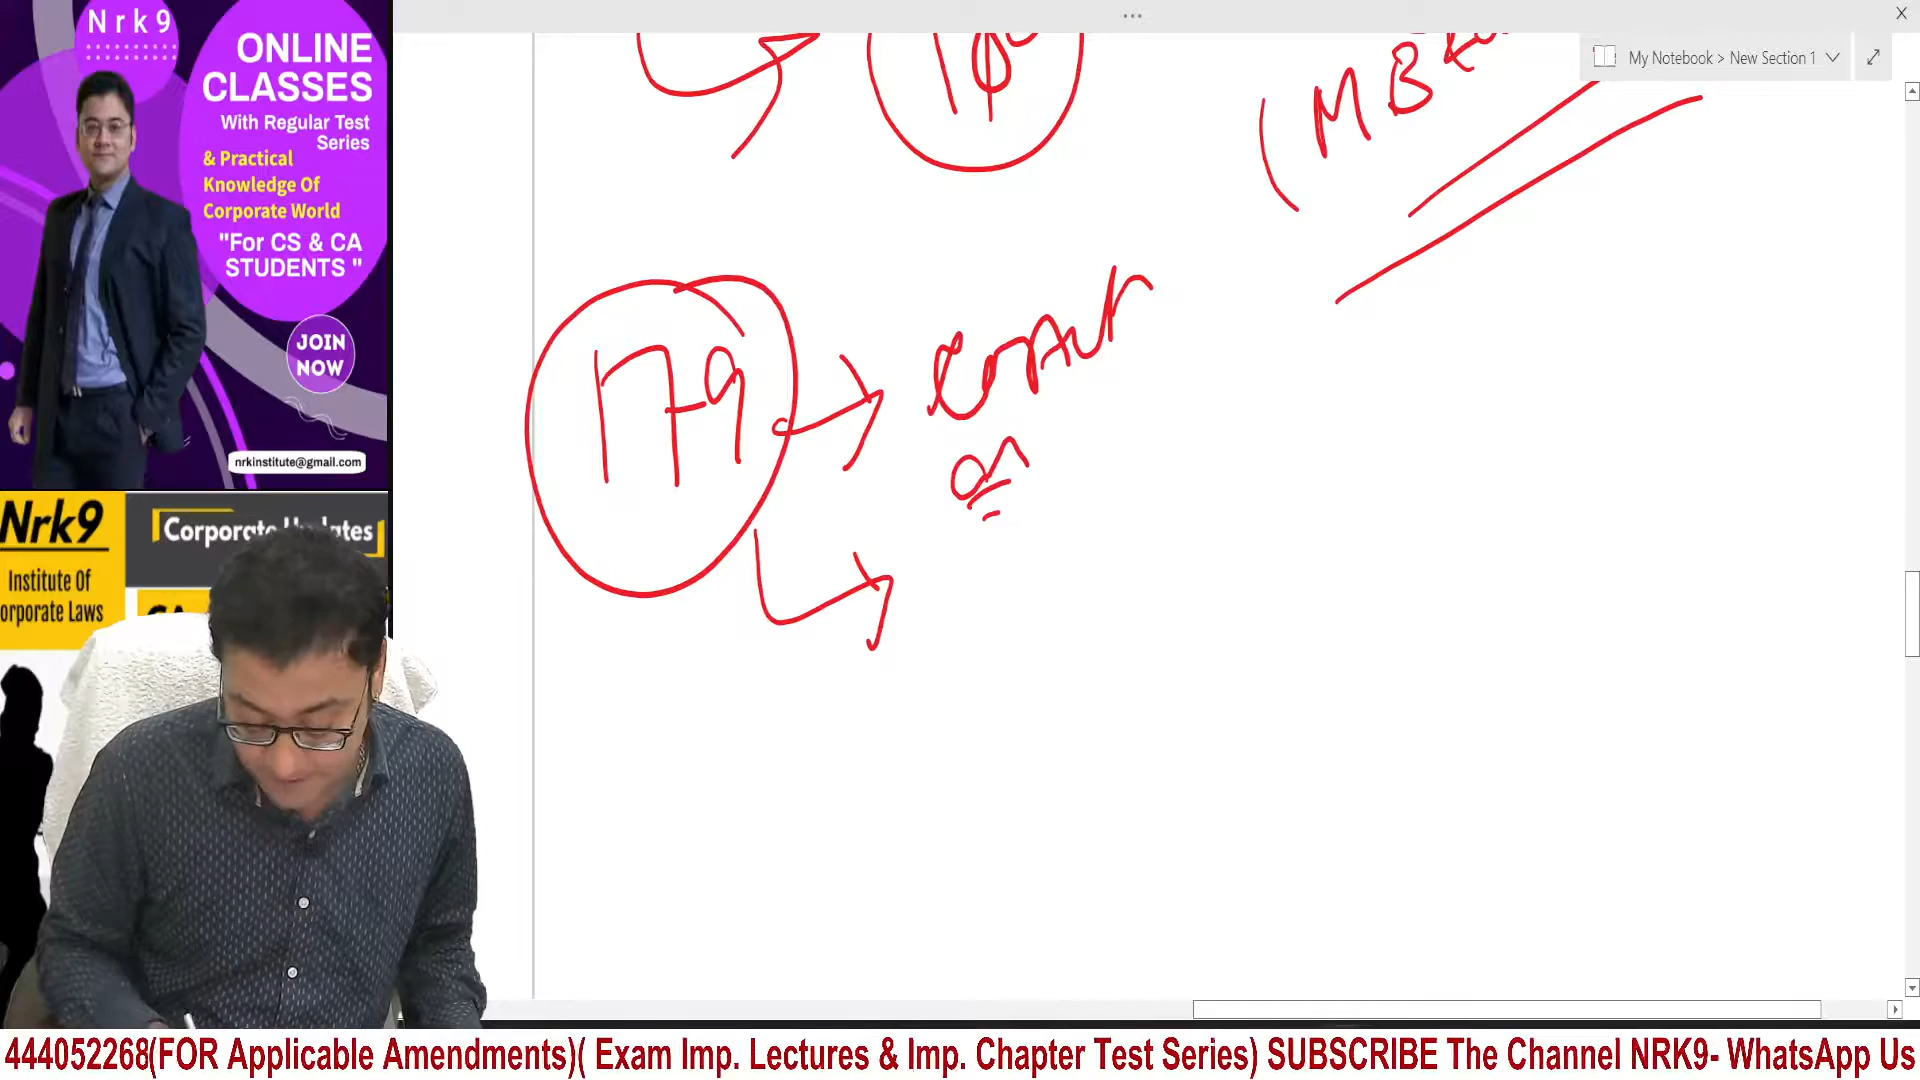 Nrk9
ONLINE
CLASSES
With Regular Test
Series
& Practical
Knowledge Of
Corporate World
"For CS & CA
STUDENTS "
JOIN
NOW
nrkinstitute@gmail.com
Nrk9
Institute Of
orporate Laws
Corporate Updates
My Notebook > New Section 1
(MB
179
444052268(FOR Applicable Amendments)( Exam Imp. Lectures & Imp. Chapter Test Series) SUBSCRIBE The Channel NRK9- WhatsApp Us